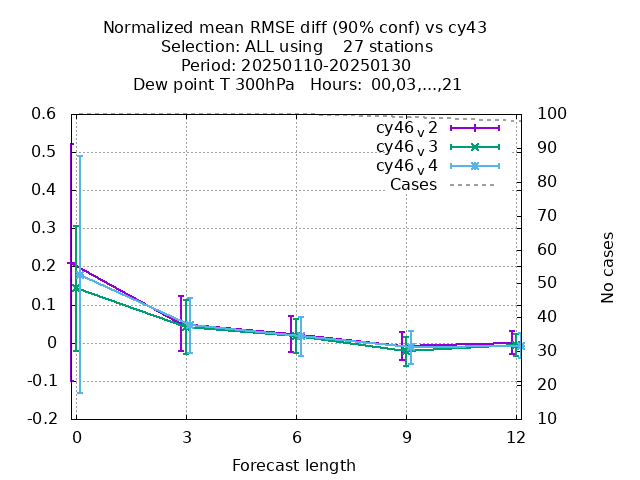 Normalized mean RMSE diff (90% conf) vs cy43
Selection: ALL using    27 stations
Period: 20250110-20250130
Dew point T 300hPa   Hours:  00,03,...,21
0.6
0.5
0.4
0.3
0.2
0.1
0
-0.1
-0.2
cy46v2
cy46v3
cy46v4
Cases
100
90
80
70
60
50
40
30
20
10
No cases
0 3 6 9 12
Forecast length